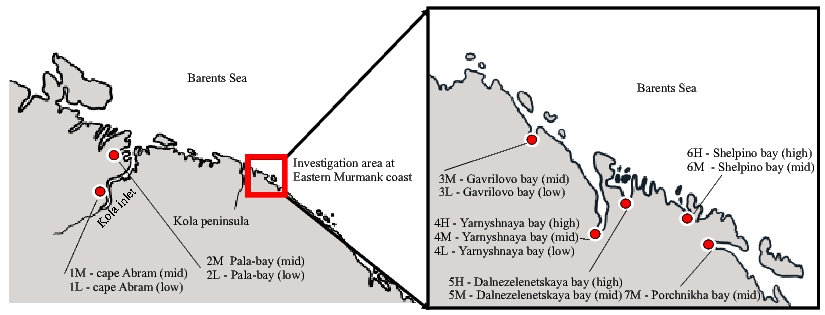 Barents Sea
Investigation area at
Eastern Murmank coast
Kola Inlet
Kola peninsula
2M Pala-bay (mid)
2L - Pala-bay (low)
1M - cape Abram (mid)
1L - cape Abram (low)
Barents Sea
6H - Shelpino bay (high)
6M - Shelpino bay (mid)
3M - Gavrilovo bay (mid)
3L - Gavrilovo bay (low)
4H - Yarnyshnaya bay (high)
4M - Yarnyshnaya bay (mid)
4L - Yarnyshnaya bay (low)
5H - Dalnezelenetskaya bay (high)
5M - Dalnezelenetskaya bay (mid)
7M - Porchnikha bay (mid)